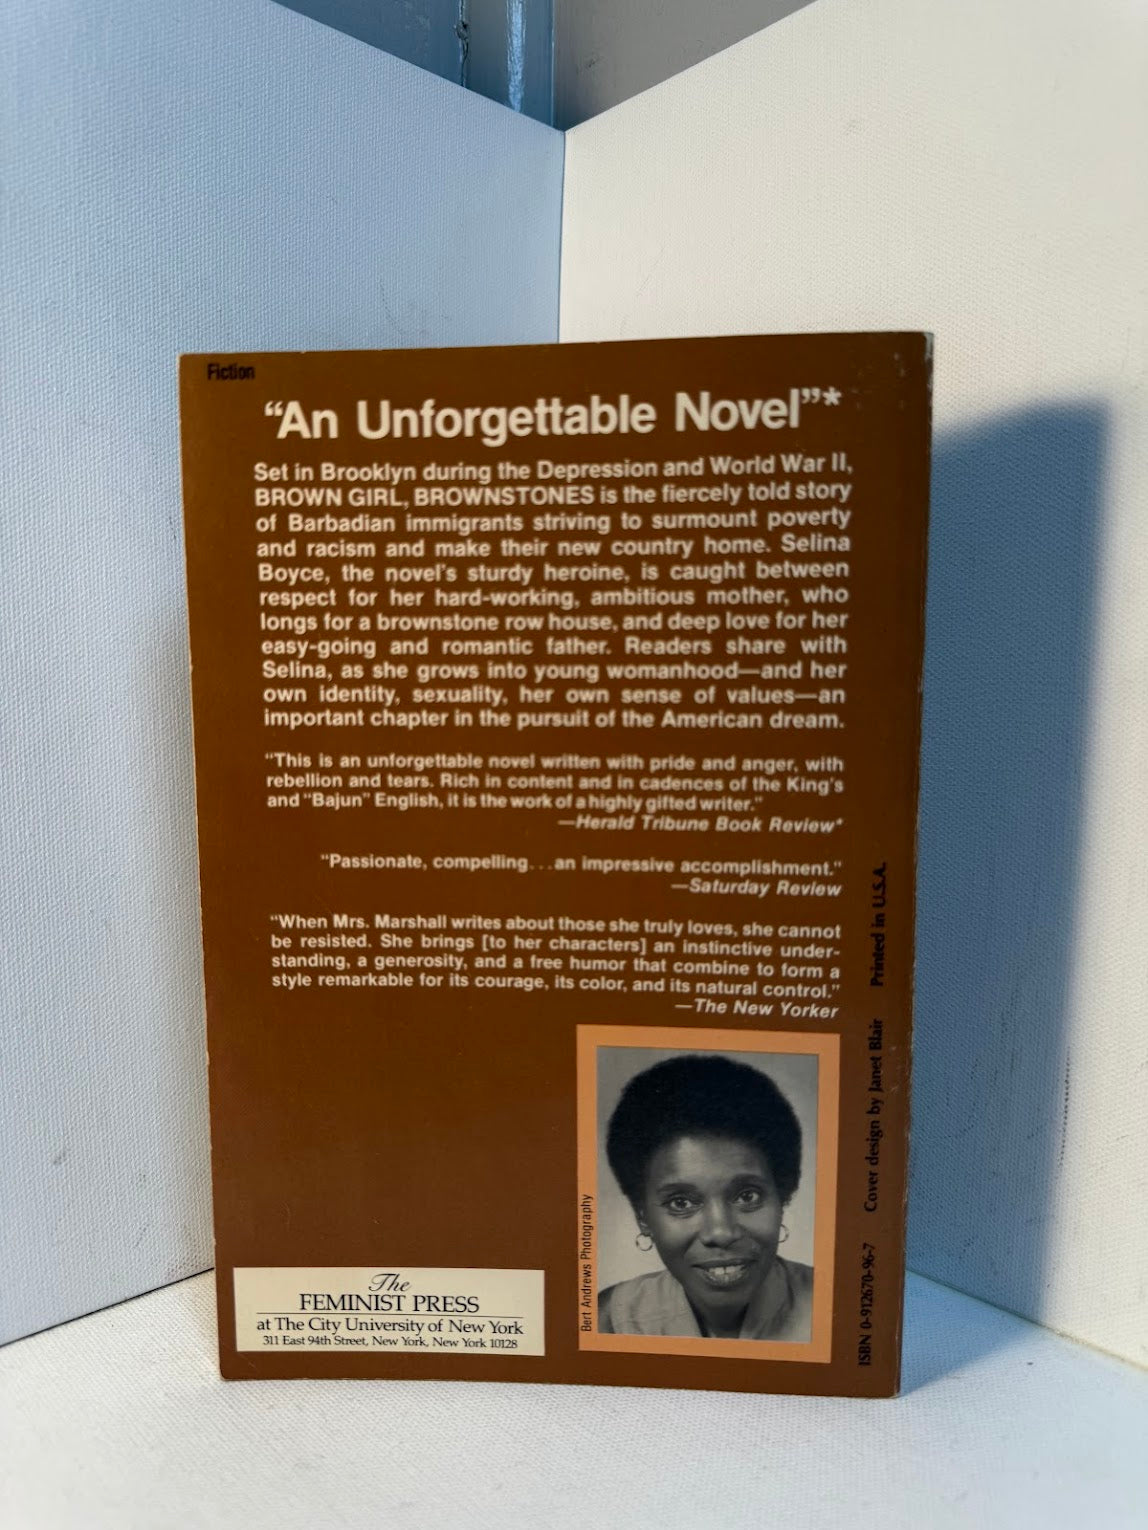 Fiction
“An Unforgettable Novel”*
Set in Brooklyn during the Depression and World War II,
BROWN GIRL, BROWNSTONES is the fiercely told story
of Barbadian immigrants striving to surmount poverty
and racism and make their new country home. Selina
Boyce, the novel's sturdy heroine, is caught between
respect for her hard-working, ambitious mother, who
longs for a brownstone row house, and deep love for her
easy-going and romantic father. Readers share with
Selina, as she grows into young womanhood—and her
own identity, sexuality, her own sense of values—an
important chapter in the pursuit of the American dream.
"This is an unforgettable novel written with pride and anger, with
rebellion and tears. Rich in content and in cadences of the King's
and "Bajun" English, it is the work of a highly gifted writer."
—Herald Tribune Book Review*
"Passionate, compelling...an impressive accomplishment."
—Saturday Review
"When Mrs. Marshall writes about those she truly loves, she cannot
be resisted. She brings [to her characters] an instinctive under-
standing, a generosity, and a free humor that combine to form a
style remarkable for its courage, its color, and its natural control."
—The New Yorker
Bert Andrews Photography
The
FEMINIST PRESS
at The City University of New York
311 East 94th Street, New York, New York 10128
ISBN 0-912670-96-7 Cover design by Janet Blair Printed in U.S.A.